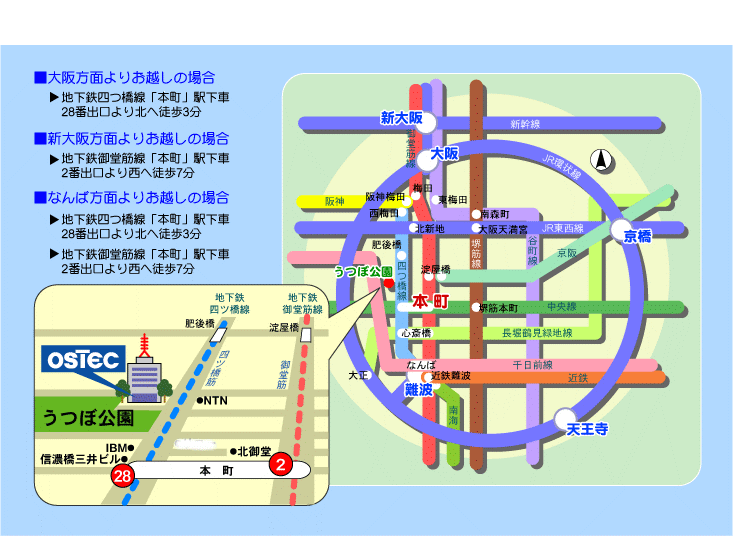 ■大阪方面よりお越しの場合
▶地下鉄四つ橋線「本町」駅下車
28番出口より北へ徒歩3分
■新大阪方面よりお越しの場合
▶地下鉄御堂筋線「本町」駅下車
2番出口より西へ徒歩7分
■なんば方面よりお越しの場合
▶地下鉄四つ橋線「本町」駅下車
28番出口より北へ徒歩3分
▶地下鉄御堂筋線「本町」駅下車
2番出口より西へ徒歩7分
新大阪
新幹線
御堂筋線
大阪
JR環状線
梅田
阪神
阪神梅田
東梅田
西梅田
南森町
北新地
大阪天満宮
JR東西線
京橋
肥後橋
堺筋線
谷町線
京阪
うつぼ公園
四つ橋線
淀屋橋
本町
堺筋本町
中央線
心斎橋
長堀鶴見緑地線
なんば
千日前線
大正
難波
近鉄難波
近鉄
南海
天王寺
地下鉄
四ツ橋線
地下鉄
御堂筋線
肥後橋
淀屋橋
OSTEC
四ツ橋筋
御堂筋
NTN
うつぼ公園
IBM
北御堂
信濃橋三井ビル
28
本町
2